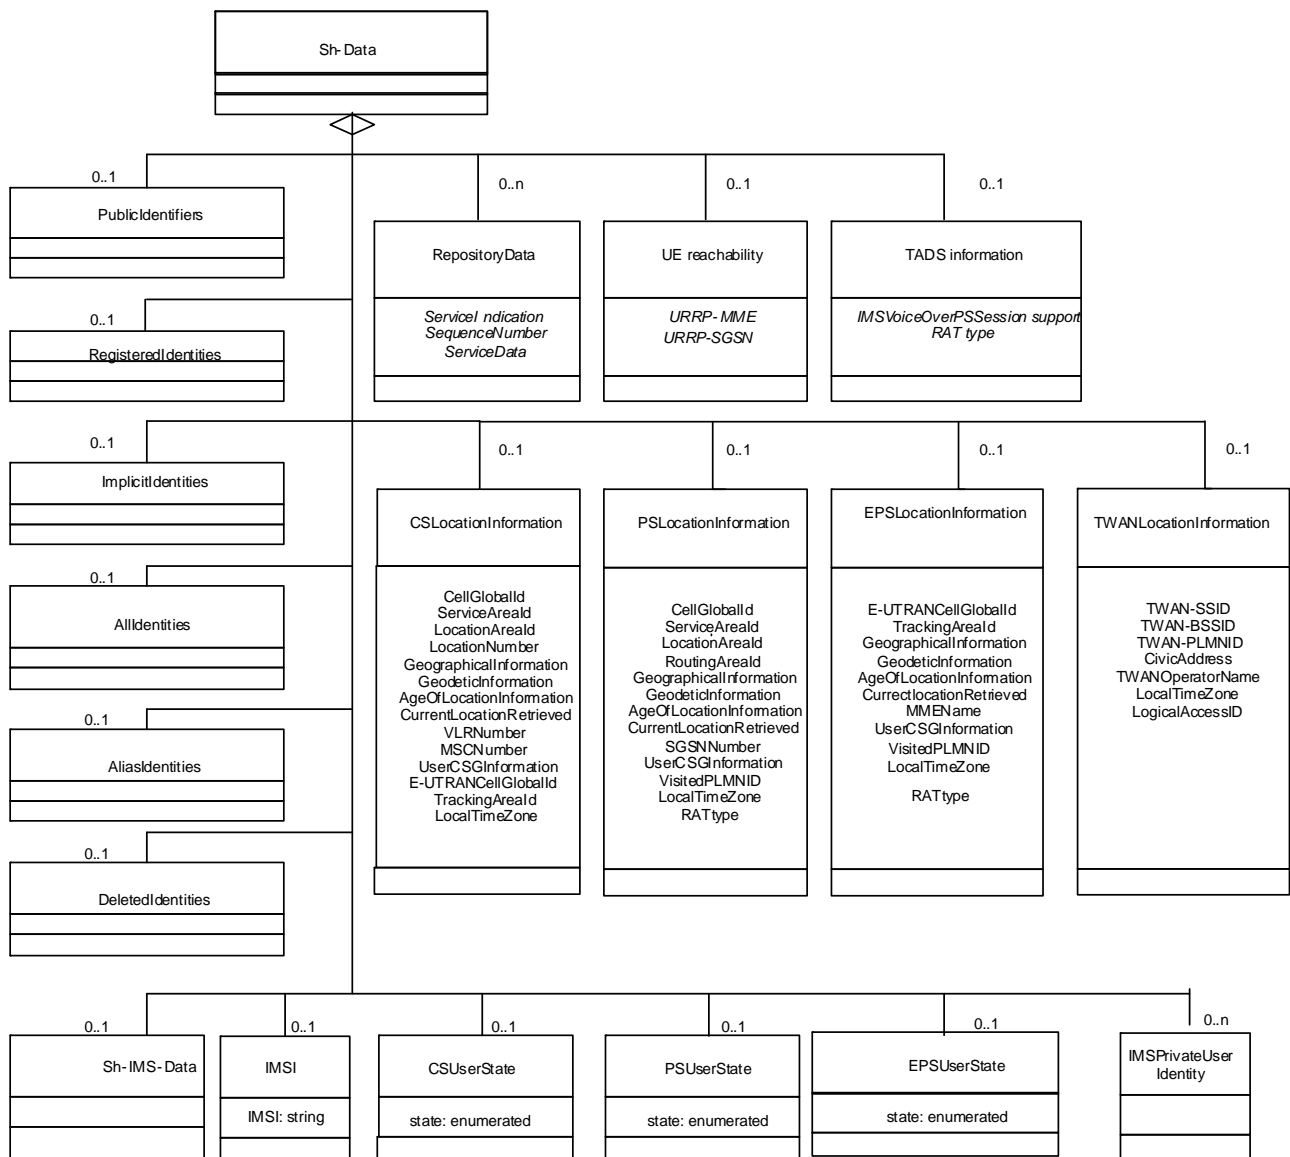 Sh-Data
0..1
0..n
0..1
0..1
PublicIdentifiers
RepositoryData
UE reachability
TADS information
ServiceIndication
SequenceNumber
ServiceData
URRP-MME
URRP-SGSN
IMSVoiceOverPSSession support
RAT type
0..1
RegisteredIdentities
0..1
0..1
0..1
0..1
0..1
ImplicitIdentities
CSLocationInformation
PSLocationInformation
EPSLocationInformation
TWANLocationInformation
CellGlobalId
ServiceAreaId
LocationAreaId
LocationNumber
GeographicalInformation
GeodeticInformation
AgeOfLocationInformation
CurrentLocationRetrieved
VLRNumber
MSCNumber
UserCSGInformation
E-UTRANCellGlobalId
TrackingAreaId
LocalTimeZone
CellGlobalId
ServiceAreaId
LocationAreaId
RoutingAreaId
GeographicalInformation
GeodeticInformation
AgeOfLocationInformation
CurrentLocationRetrieved
SGSNNumber
UserCSGInformation
VisitedPLMNID
LocalTimeZone
RATtype
E-UTRANCellGlobalId
TrackingAreaId
GeographicalInformation
GeodeticInformation
AgeOfLocationInformation
CurrectlocationRetrieved
MMEName
UserCSGInformation
VisitedPLMNID
LocalTimeZone
RATtype
TWAN-SSID
TWAN-BSSID
TWAN-PLMNID
CivicAddress
TWANOperatorName
LocalTimeZone
LogicalAccessID
0..1
AllIdentities
0..1
AliasIdentities
0..1
DeletedIdentities
0..1
0..1
0..1
0..1
0..1
0..n
Sh-IMS-Data
IMSI
IMSI: string
CSUserState
state: enumerated
PSUserState
state: enumerated
EPSUserState
state: enumerated
IMSPrivateUser
Identity